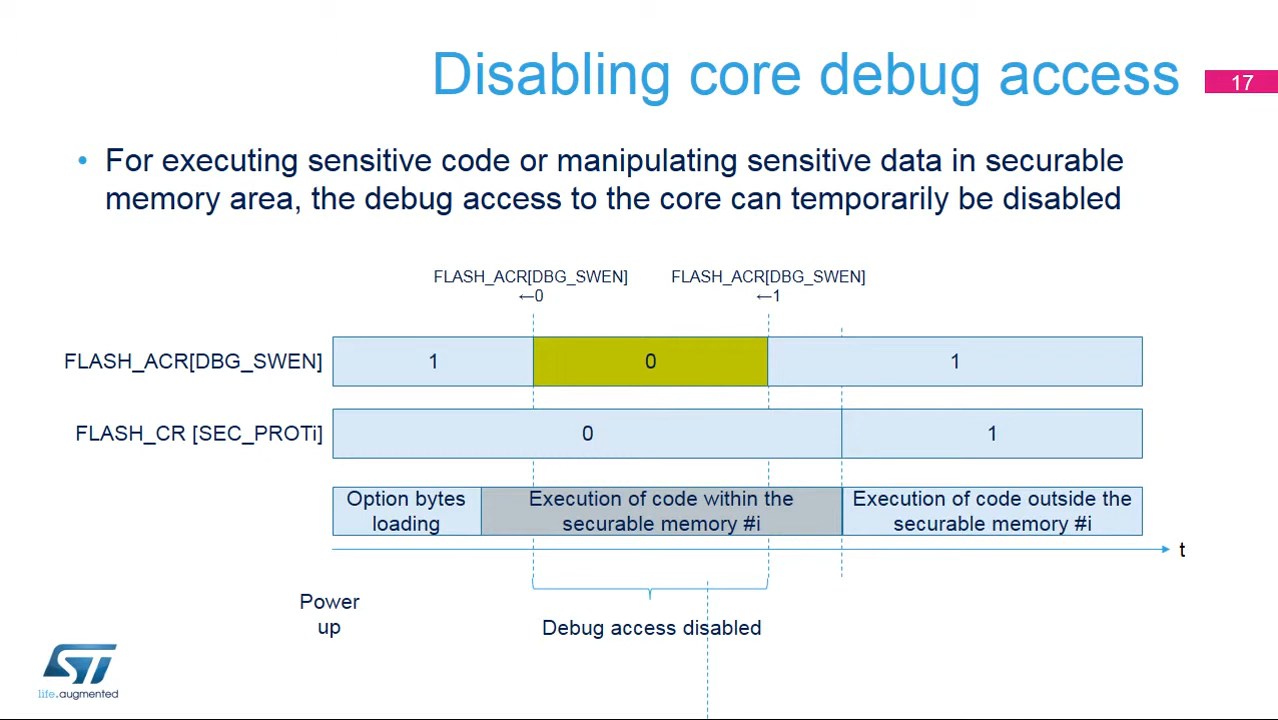 Disabling core debug access
17
• For executing sensitive code or manipulating sensitive data in securable
memory area, the debug access to the core can temporarily be disabled
FLASH_ACR[DBG_SWEN]
←0
FLASH_ACR[DBG_SWEN]
←1
FLASH_ACR[DBG_SWEN]
1
0
1
FLASH_CR [SEC_PROTi]
0
1
Option bytes
loading
Execution of code within the
securable memory #i
Execution of code outside the
securable memory #i
t
Power
up
Debug access disabled
ST
life.augmented